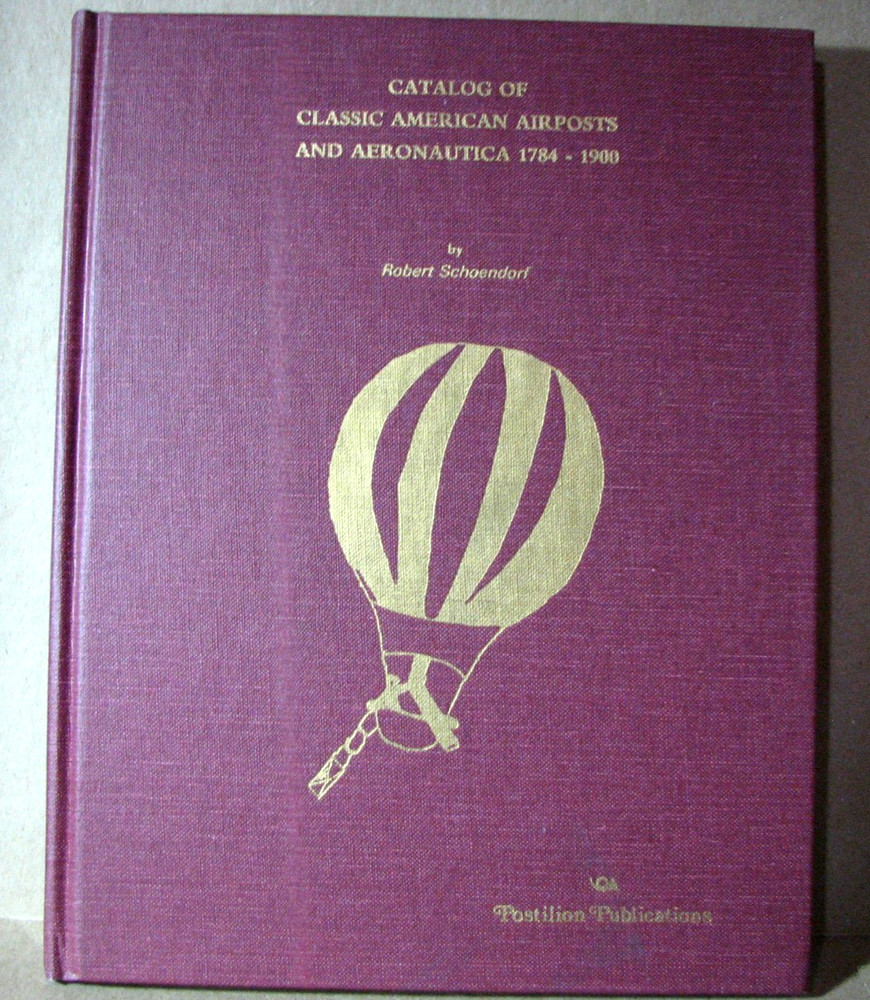 CATALOG OF
CLASSIC AMERICAN AIRPOSTS
AND AERONAUTICA 1784 - 1900
by
Robert Schoendorf
Postilion Publications